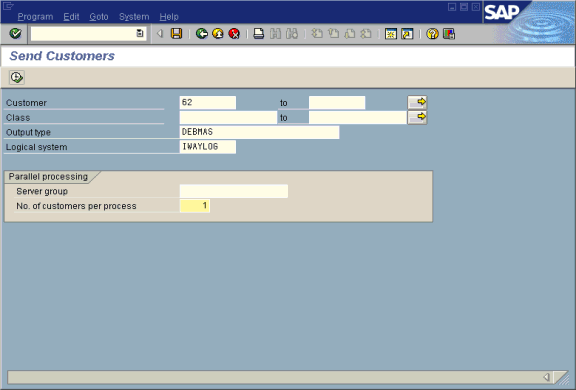 Program Edit Goto System Help
SAP
Send Customers
Customer 62 to
Class to
Output type DEBMAS
Logical system IWAYLOG
Parallel processing
Server group
No. of customers per process 1